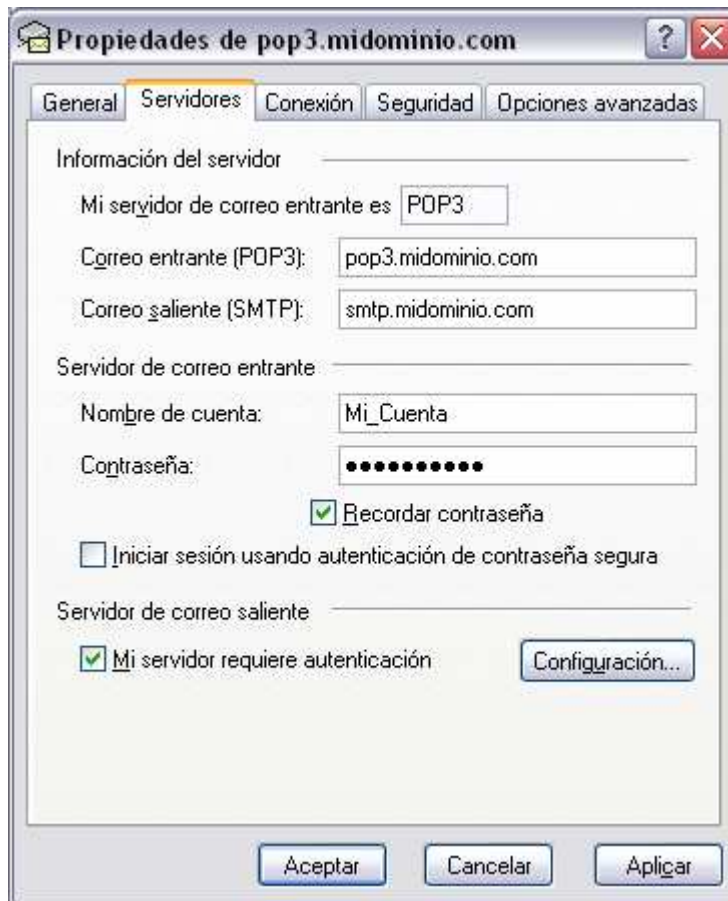 Propiedades de pop3.midominio.com
General Servidores Conexión Seguridad Opciones avanzadas
Información del servidor
Mi servidor de correo entrante es POP3
Correo entrante (POP3): pop3.midominio.com
Correo saliente (SMTP): smtp.midominio.com
Servidor de correo entrante
Nombre de cuenta: Mi_Cuenta
Contraseña: ●●●●●●●●●●
Recordar contraseña
Iniciar sesión usando autenticación de contraseña segura
Servidor de correo saliente
Mi servidor requiere autenticación Configuración...
Aceptar Cancelar Aplicar